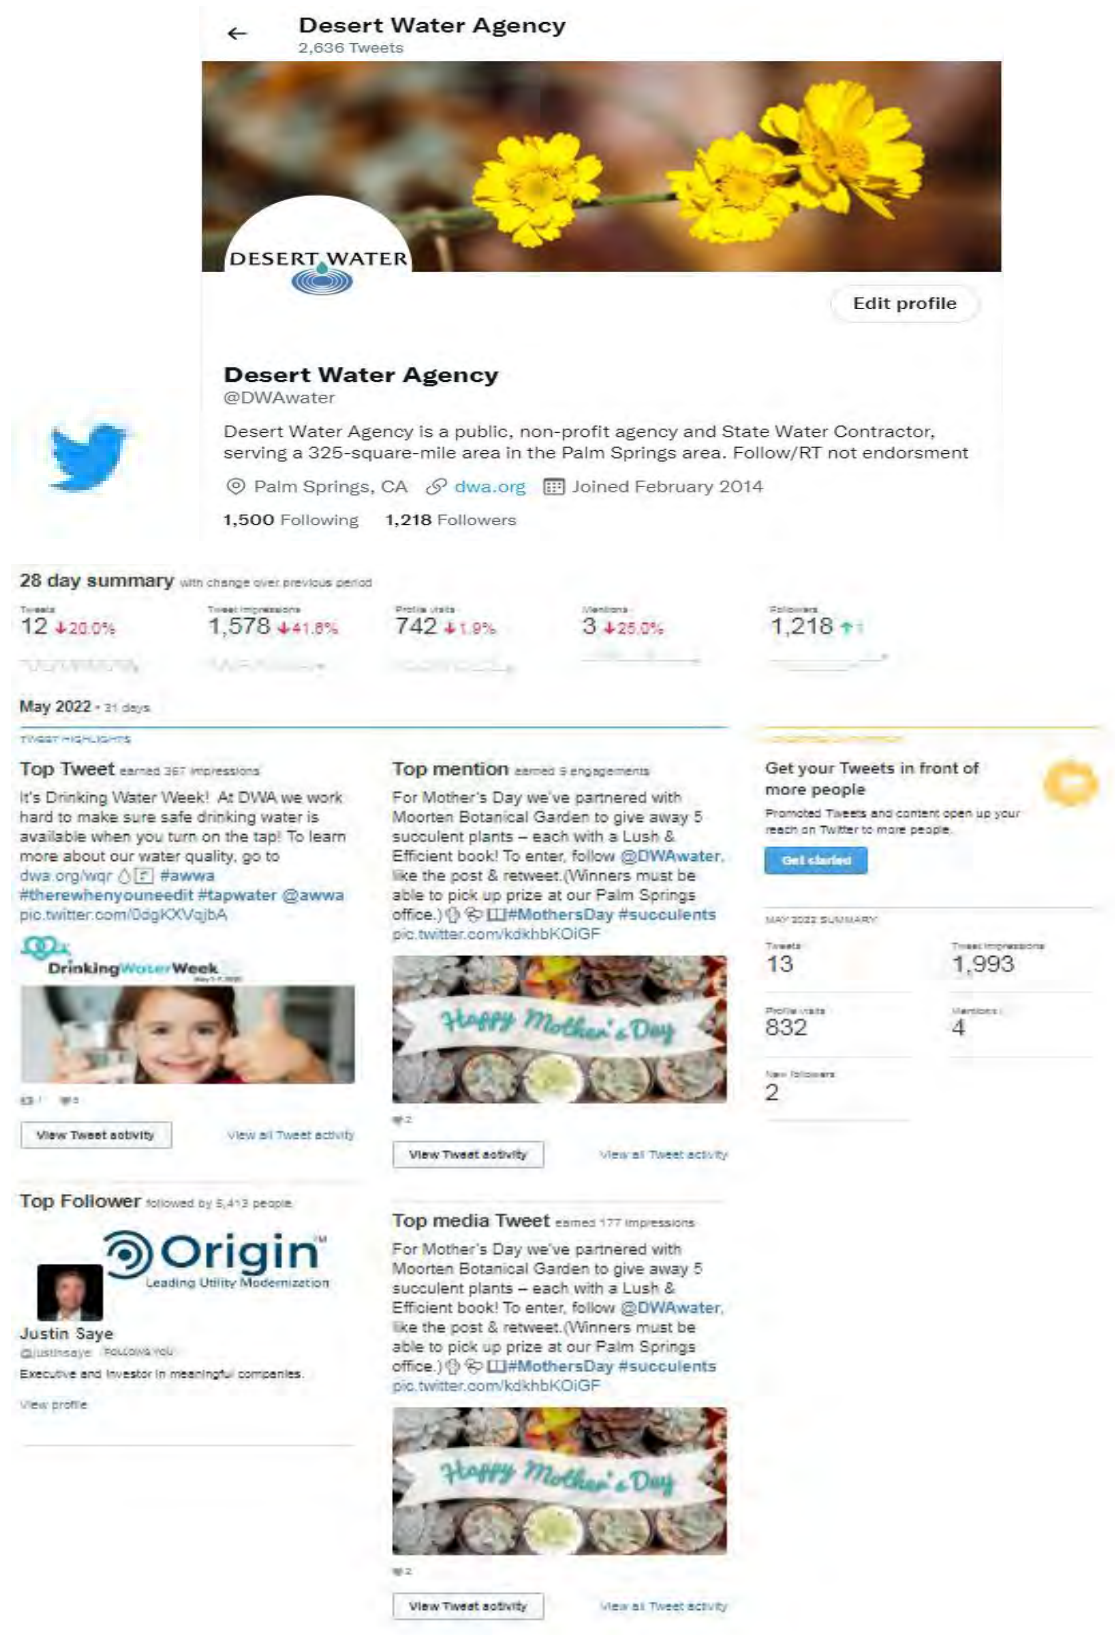 Desert Water Agency
2,636 Tweets
DESERT WATER
Edit profile
Desert Water Agency
@DWAwater
Desert Water Agency is a public, non-profit agency and State Water Contractor,
serving a 325-square-mile area in the Palm Springs area. Follow/RT not endorsment
Palm Springs, CA dwa.org Joined February 2014
1,500 Following 1,218 Followers
28 day summary with change over previous period
Tweets Tweet impressions Profile visits Mentions Followers
12 ↓20.0% 1,578 ↓41.8% 742 ↓1.9% 3 ↓25.0% 1,218 ↑1
May 2022 • 31 days
TWEET HIGHLIGHTS
Top Tweet earned 367 impressions
It's Drinking Water Week! At DWA we work
hard to make sure safe drinking water is
available when you turn on the tap! To learn
more about our water quality, go to
dwa.org/wqr #awwa
#therewhenyouneedit #tapwater @awwa
pic.twitter.com/0dgKXVqjbA
DrinkingWaterWeek
View Tweet activity View all Tweet activity
Top Follower followed by 5,413 people
Origin™
Leading Utility Modernization
Justin Saye
@justinsaye FOLLOWS YOU
Executive and Investor in meaningful companies.
View profile
Top mention earned 5 engagements
For Mother's Day we've partnered with
Moorten Botanical Garden to give away 5
succulent plants – each with a Lush &
Efficient book! To enter, follow @DWAwater,
like the post & retweet.(Winners must be
able to pick up prize at our Palm Springs
office.) #MothersDay #succulents
pic.twitter.com/kdkhbKOiGF
Happy Mother's Day
2
View Tweet activity View all Tweet activity
Top media Tweet earned 177 impressions
For Mother's Day we've partnered with
Moorten Botanical Garden to give away 5
succulent plants – each with a Lush &
Efficient book! To enter, follow @DWAwater,
like the post & retweet.(Winners must be
able to pick up prize at our Palm Springs
office.) #MothersDay #succulents
pic.twitter.com/kdkhbKOiGF
Happy Mother's Day
2
View Tweet activity View all Tweet activity
Get your Tweets in front of
more people
Promoted Tweets and content open up your
reach on Twitter to more people.
Get started
MAY 2022 SUMMARY
Tweets Tweet impressions
13 1,993
Profile visits Mentions
832 4
New followers
2